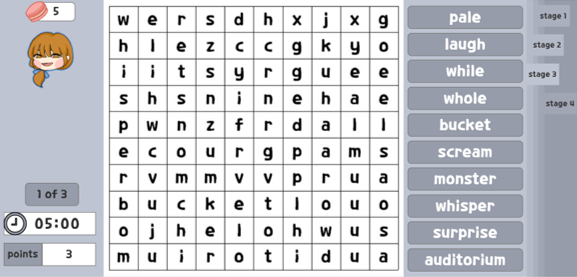 5
1 of 3
05:00
points 3
w e r s d h x j x g
h l e z c c g k y o
i i t s y r g u e e
s h s n i n e h a e
p w n z f r d a l l
e c o u r g p a m s
r v m m v v p r u a
b u c k e t l o u o
o j h e l o h w u s
m u i r o t i d u a
pale
laugh
while
whole
bucket
scream
monster
whisper
surprise
auditorium
stage 1
stage 2
stage 3
stage 4